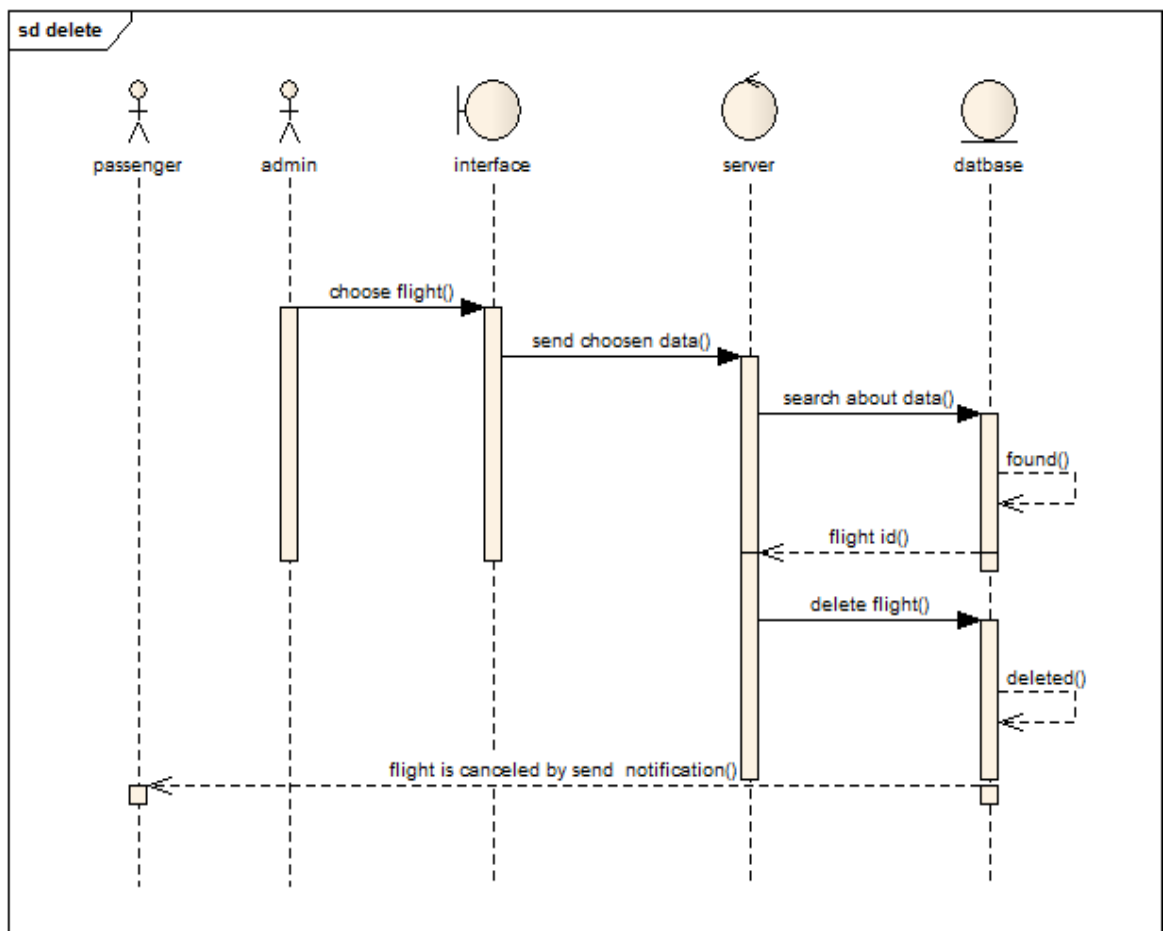 sd delete
passenger
admin
interface
server
datbase
choose flight()
send choosen data()
search about data()
found()
flight id()
delete flight()
deleted()
flight is canceled by send notification()